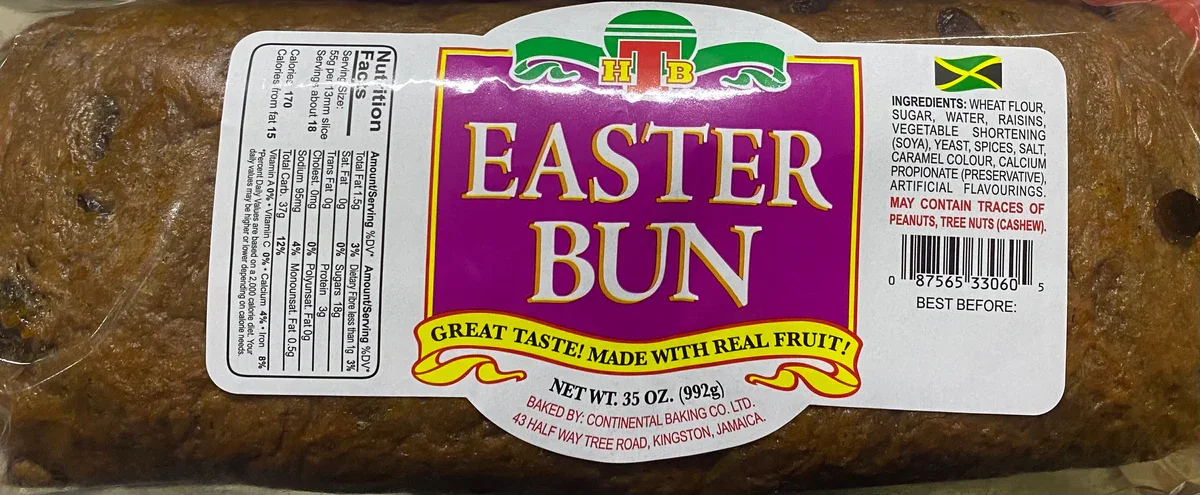 Nutrition
Facts
Serving Size:
55g per 13mm slice
Servings about 18
Calories 170
Calories from fat 15
Amount/Serving %DV* Amount/Serving %DV*
Total Fat 1.5g 3% Dietary Fibre less than 1g 3%
Sat. Fat 0g 0% Sugars 18g
Trans Fat 0g Protein 3g
Cholest. 0mg 0% Polyunsat. Fat 0g
Sodium 95mg 4% Monounsat. Fat 0.5g
Total Carb. 37g 12%
Vitamin A 0% • Vitamin C 0% • Calcium 4% • Iron 8%
*Percent Daily Values are based on a 2,000 calorie diet. Your
daily values may be higher or lower depending on calorie needs.
HTB
EASTER
BUN
GREAT TASTE! MADE WITH REAL FRUIT!
NET WT. 35 OZ. (992g)
BAKED BY: CONTINENTAL BAKING CO. LTD.
43 HALF WAY TREE ROAD, KINGSTON, JAMAICA.
INGREDIENTS: WHEAT FLOUR,
SUGAR, WATER, RAISINS,
VEGETABLE SHORTENING
(SOYA), YEAST, SPICES, SALT,
CARAMEL COLOUR, CALCIUM
PROPIONATE (PRESERVATIVE),
ARTIFICIAL FLAVOURINGS.
MAY CONTAIN TRACES OF
PEANUTS, TREE NUTS (CASHEW).
0 87565 33060 5
BEST BEFORE: